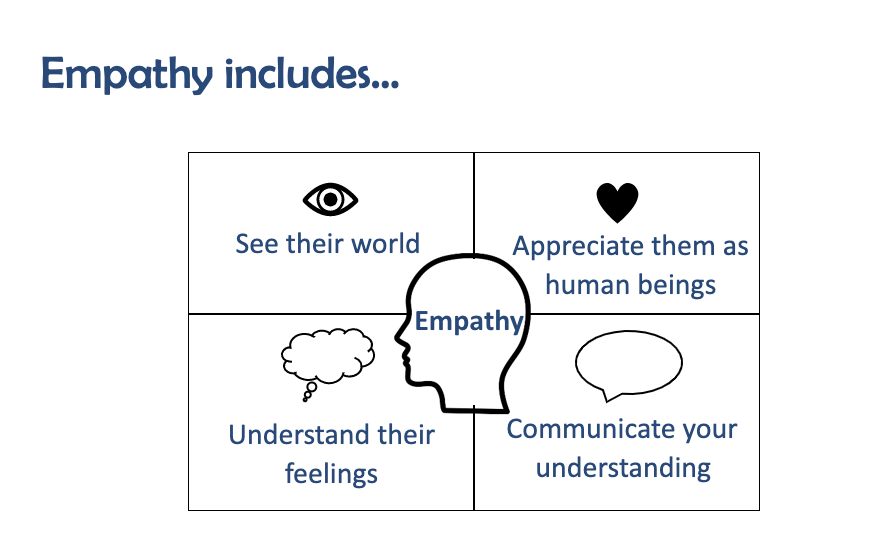 Empathy includes...
See their world
Appreciate them as
human beings
Empathy
Understand their
feelings
Communicate your
understanding